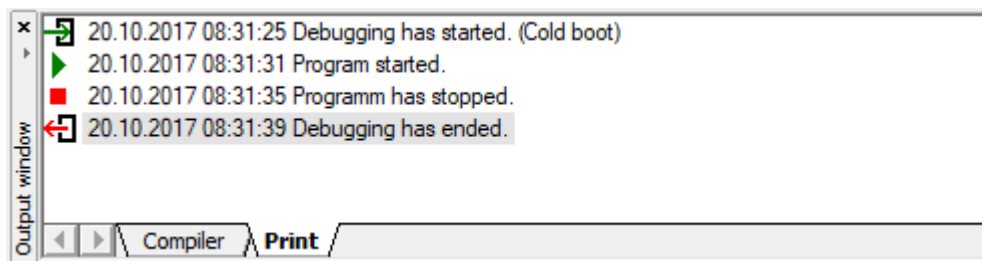 20.10.2017 08:31:25 Debugging has started. (Cold boot)
20.10.2017 08:31:31 Program started.
20.10.2017 08:31:35 Programm has stopped.
20.10.2017 08:31:39 Debugging has ended.
Output window
Compiler
Print